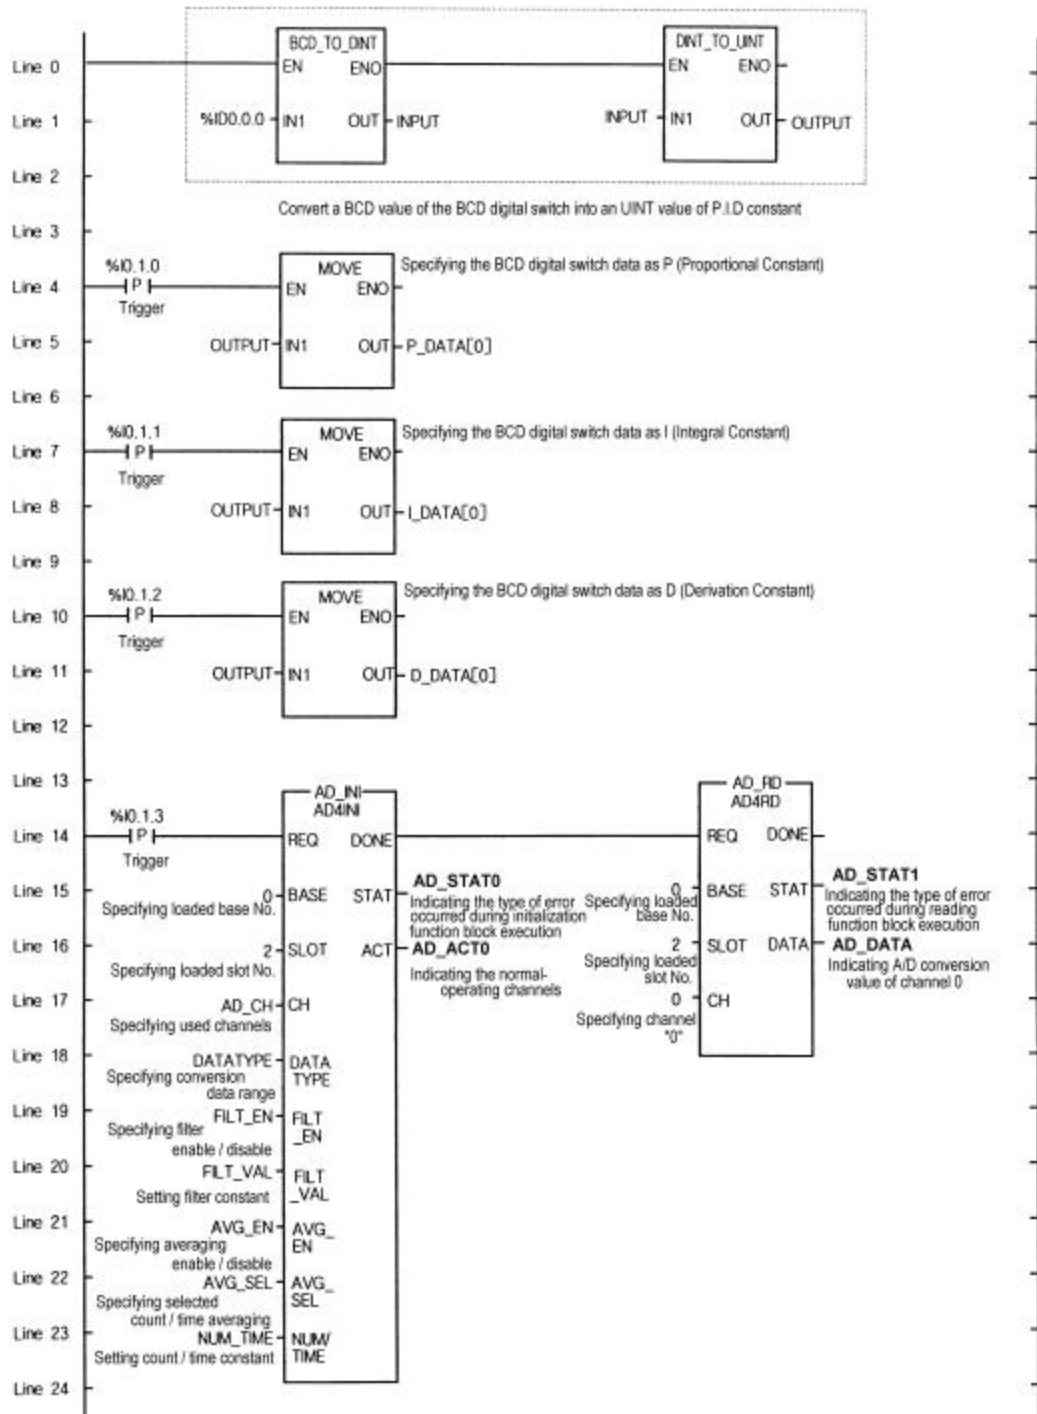 BCD_TO_DINT DINT_TO_UINT
Line 0 EN ENO EN ENO
Line 1 %ID0.0.0 IN1 OUT INPUT INPUT IN1 OUT OUTPUT
Line 2
Convert a BCD value of the BCD digital switch into an UINT value of P.I.D constant
Line 3
%I0.1.0 MOVE Specifying the BCD digital switch data as P (Proportional Constant)
Line 4 P EN ENO
Trigger
Line 5 OUTPUT IN1 OUT P_DATA[0]
Line 6
%I0.1.1 MOVE Specifying the BCD digital switch data as I (Integral Constant)
Line 7 P EN ENO
Trigger
Line 8 OUTPUT IN1 OUT I_DATA[0]
Line 9
%I0.1.2 MOVE Specifying the BCD digital switch data as D (Derivation Constant)
Line 10 P EN ENO
Trigger
Line 11 OUTPUT IN1 OUT D_DATA[0]
Line 12
Line 13 AD_INI AD_RD
%I0.1.3 AD4INI AD4RD
Line 14 P REQ DONE REQ DONE
Trigger
Line 15 0 BASE STAT AD_STAT0 0 BASE STAT AD_STAT1
Specifying loaded base No.
Indicating the type of error
occurred during initialization
function block execution
Specifying loaded
base No.
Indicating the type of error
occurred during reading
function block execution
Line 16 2 SLOT ACT AD_ACT0 2 SLOT DATA AD_DATA
Specifying loaded slot No.
Indicating the normal-
operating channels
Specifying loaded
slot No.
Indicating A/D conversion
value of channel 0
Line 17 AD_CH CH 0 CH
Specifying used channels
Specifying channel
"0"
Line 18 DATATYPE DATA
TYPE
Specifying conversion
data range
Line 19 FILT_EN FILT
_EN
Specifying filter
enable / disable
Line 20 FILT_VAL FILT
_VAL
Setting filter constant
Line 21 AVG_EN AVG_
EN
Specifying averaging
enable / disable
Line 22 AVG_SEL AVG_
SEL
Specifying selected
count / time averaging
Line 23 NUM_TIME NUM/
TIME
Setting count / time constant
Line 24